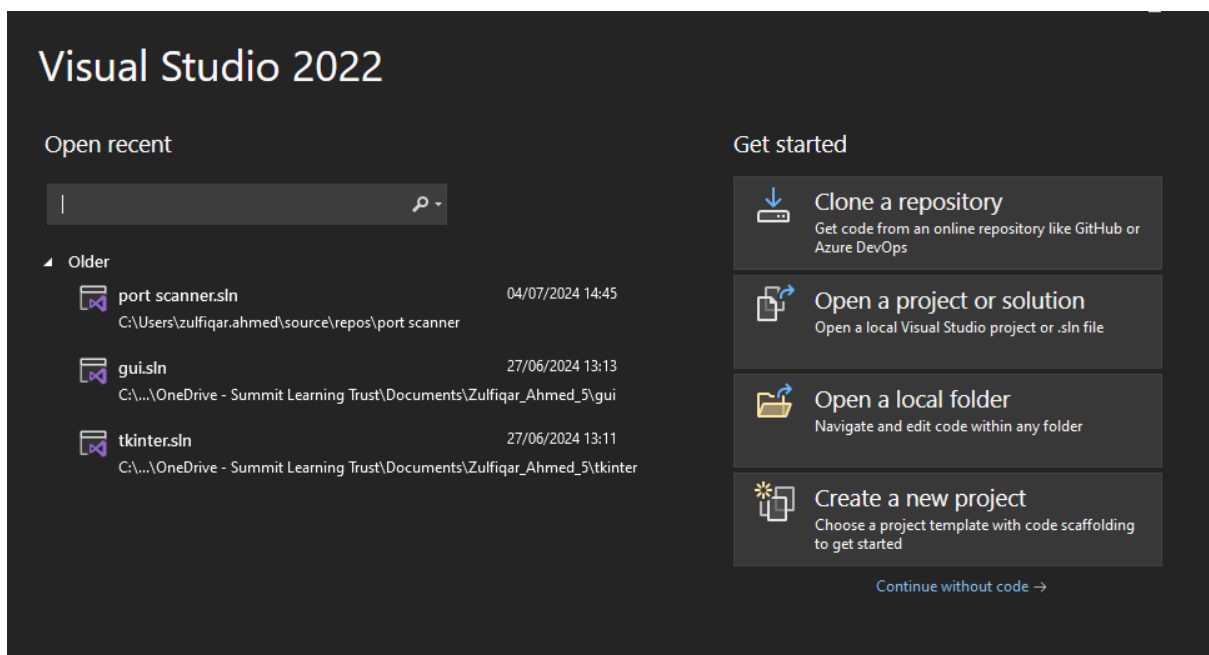 Visual Studio 2022
Open recent
Older
port scanner.sln 04/07/2024 14:45
C:\Users\zulfiqar.ahmed\source\repos\port scanner
gui.sln 27/06/2024 13:13
C:\...\OneDrive - Summit Learning Trust\Documents\Zulfiqar_Ahmed_5\gui
tkinter.sln 27/06/2024 13:11
C:\...\OneDrive - Summit Learning Trust\Documents\Zulfiqar_Ahmed_5\tkinter
Get started
Clone a repository
Get code from an online repository like GitHub or
Azure DevOps
Open a project or solution
Open a local Visual Studio project or .sln file
Open a local folder
Navigate and edit code within any folder
Create a new project
Choose a project template with code scaffolding
to get started
Continue without code →